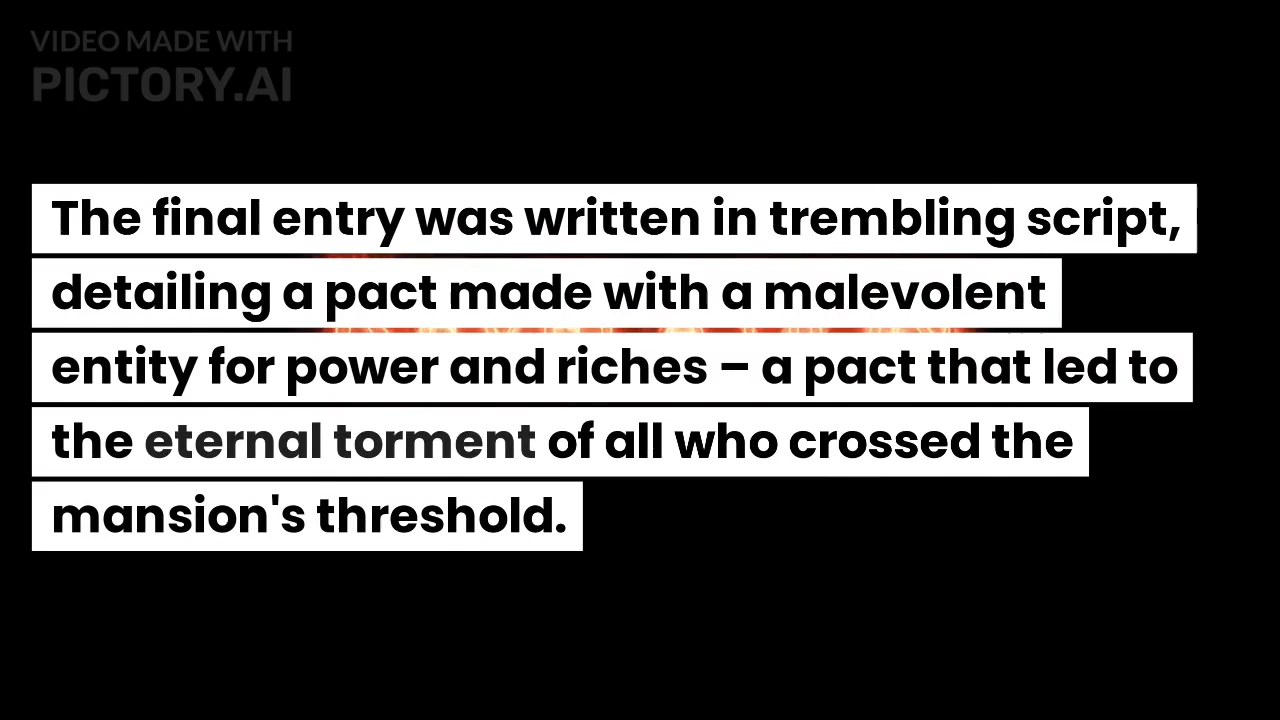 VIDEO MADE WITH
PICTORY.AI
The final entry was written in trembling script,
detailing a pact made with a malevolent
entity for power and riches – a pact that led to
the eternal torment of all who crossed the
mansion's threshold.